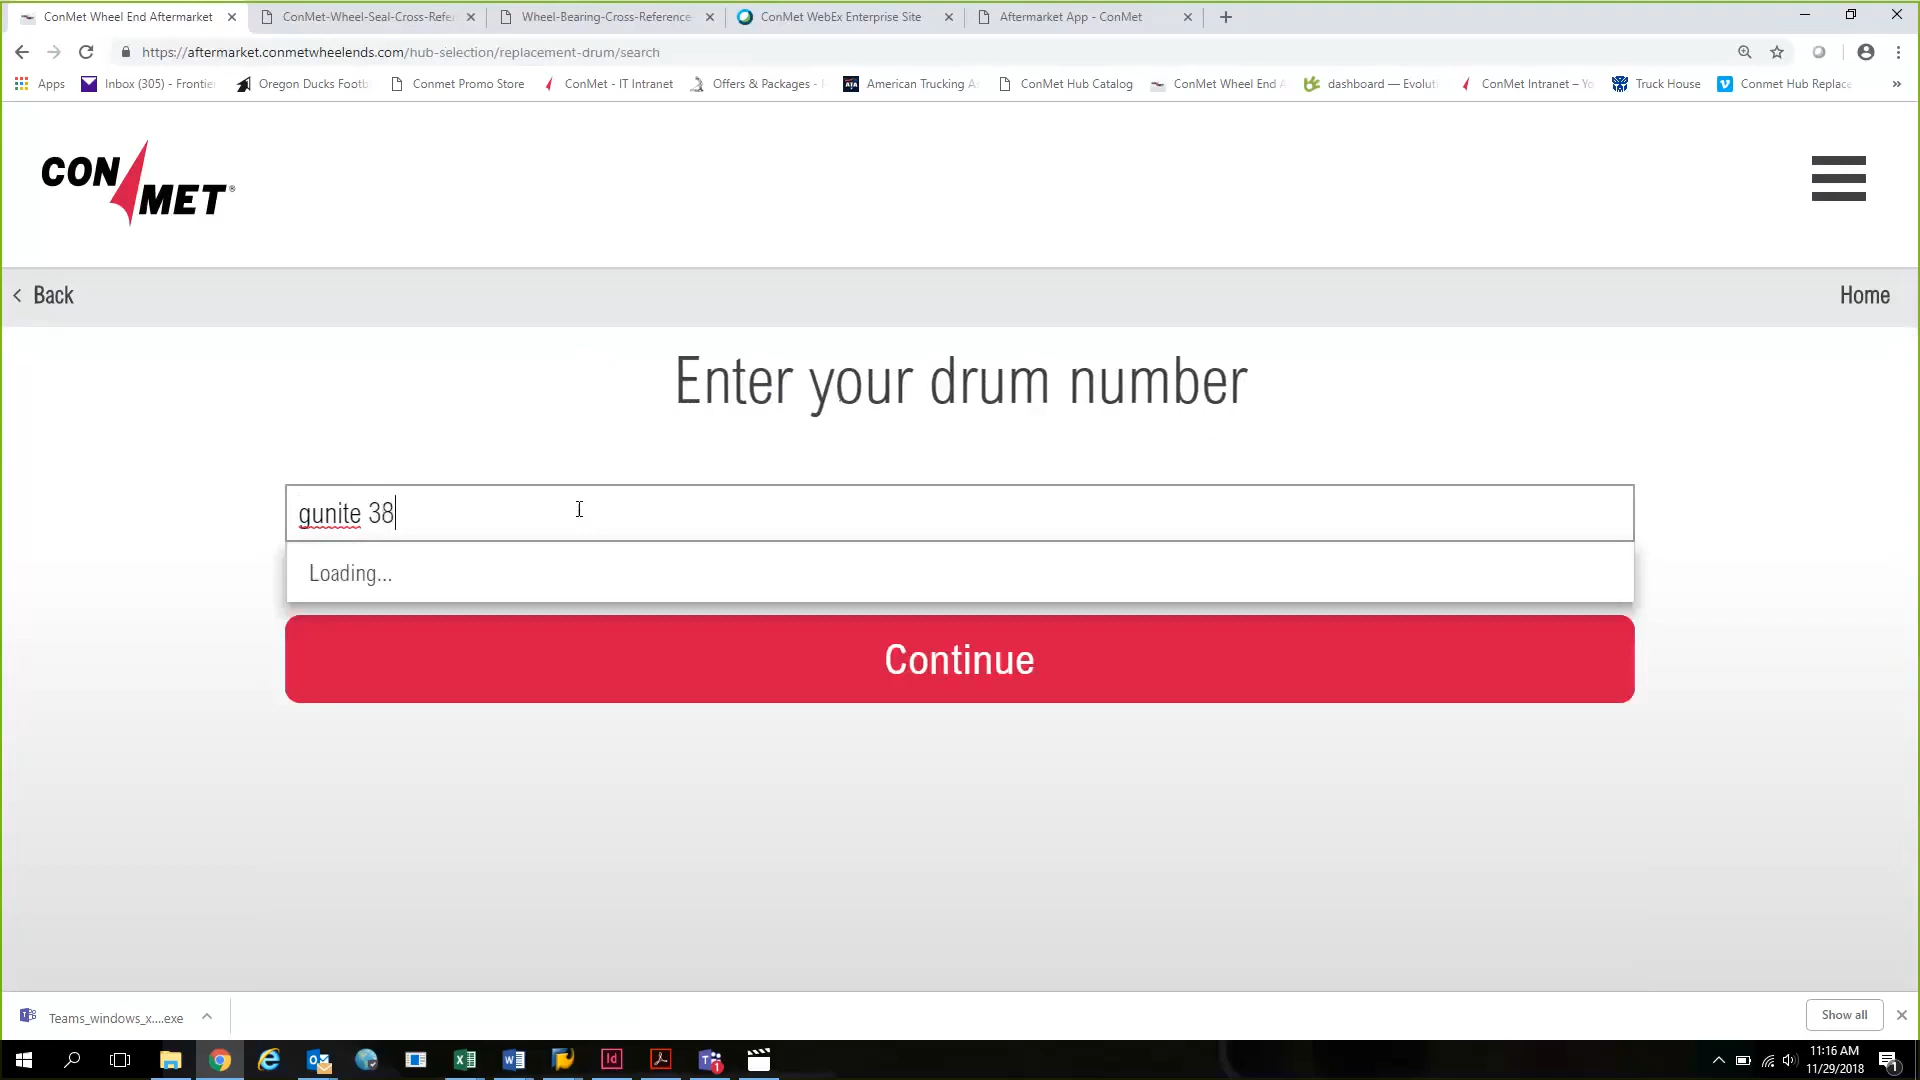 ConMet Wheel End Aftermarket
ConMet-Wheel-Seal-Cross-Refe
Wheel-Bearing-Cross-Reference
ConMet WebEx Enterprise Site
Aftermarket App - ConMet
https://aftermarket.conmetwheelends.com/hub-selection/replacement-drum/search
Apps
Inbox (305) - Frontier
Oregon Ducks Footb
Conmet Promo Store
ConMet - IT Intranet
Offers & Packages -
American Trucking A
ConMet Hub Catalog
ConMet Wheel End A
dashboard — Evoluti
ConMet Intranet – Yo
Truck House
Conmet Hub Replace
CON MET®
Back
Home
Enter your drum number
gunite 38
Loading...
Continue
Teams_windows_x....exe
Show all
11:16 AM
11/29/2018